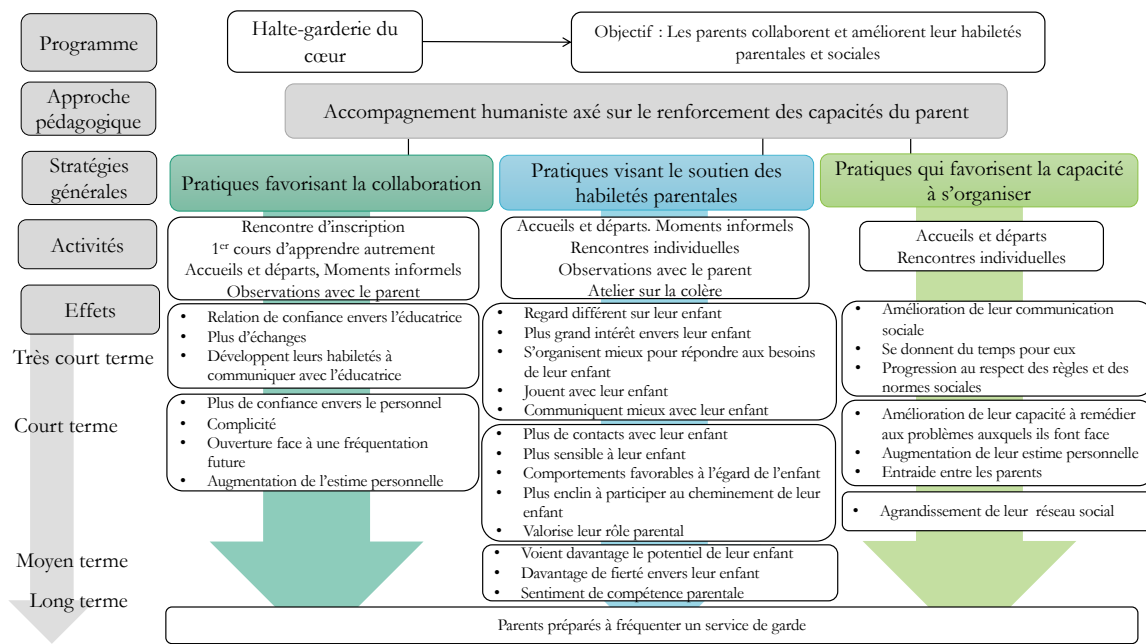 Programme
Halte-garderie du
cœur
Objectif : Les parents collaborent et améliorent leur habiletés
parentales et sociales
Approche
pédagogique
Accompagnement humaniste axé sur le renforcement des capacités du parent
Stratégies
générales
Pratiques favorisant la collaboration
Pratiques visant le soutien des
habiletés parentales
Pratiques qui favorisent la capacité
à s’organiser
Activités
Rencontre d’inscription
1er cours d’apprendre autrement
Accueils et départs, Moments informels
Observations avec le parent
Accueils et départs. Moments informels
Rencontres individuelles
Observations avec le parent
Atelier sur la colère
Accueils et départs
Rencontres individuelles
Effets
Très court terme
• Relation de confiance envers l’éducatrice
• Plus d’échanges
• Développent leurs habiletés à
communiquer avec l’éducatrice
• Regard différent sur leur enfant
• Plus grand intérêt envers leur enfant
• S’organisent mieux pour répondre aux besoins
de leur enfant
• Jouent avec leur enfant
• Communiquent mieux avec leur enfant
• Amélioration de leur communication
sociale
• Se donnent du temps pour eux
• Progression au respect des règles et des
normes sociales
Court terme
• Plus de confiance envers le personnel
• Complicité
• Ouverture face à une fréquentation
future
• Augmentation de l’estime personnelle
• Plus de contacts avec leur enfant
• Plus sensible à leur enfant
• Comportements favorables à l’égard de l’enfant
• Plus enclin à participer au cheminement de leur
enfant
• Valorise leur rôle parental
• Amélioration de leur capacité à remédier
aux problèmes auxquels ils font face
• Augmentation de leur estime personnelle
• Entraide entre les parents
• Agrandissement de leur réseau social
Moyen terme
• Voient davantage le potentiel de leur enfant
• Davantage de fierté envers leur enfant
• Sentiment de compétence parentale
Long terme
Parents préparés à fréquenter un service de garde